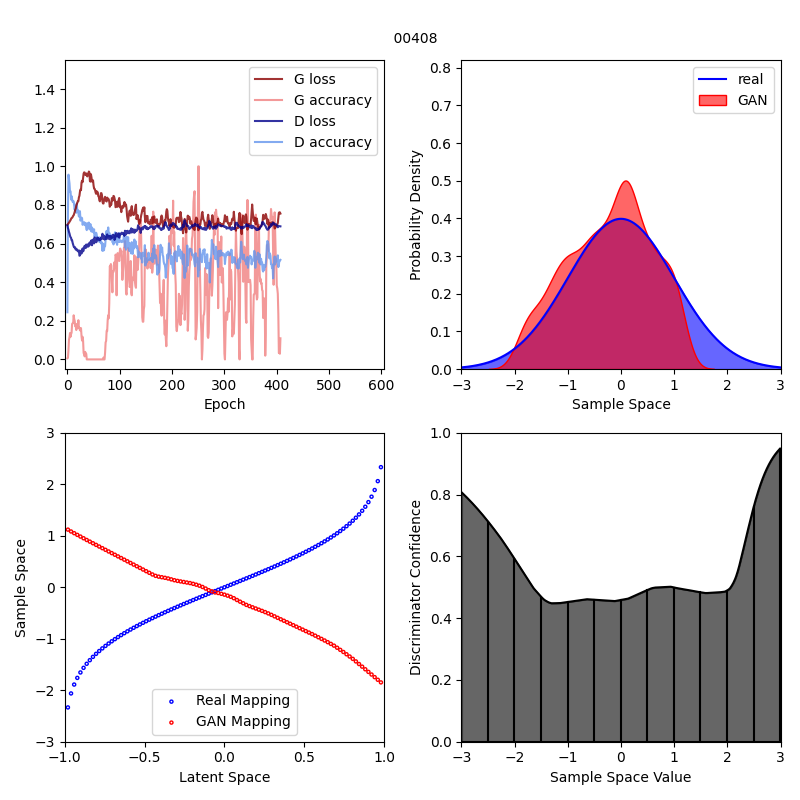 00408
G loss
G accuracy
D loss
D accuracy
1.4
1.2
1.0
0.8
0.6
0.4
0.2
0.0
0 100 200 300 400 500 600
Epoch
real
GAN
Probability Density
0.8
0.7
0.6
0.5
0.4
0.3
0.2
0.1
0.0
−3 −2 −1 0 1 2 3
Sample Space
Sample Space
3
2
1
0
−1
−2
−3
Real Mapping
GAN Mapping
−1.0 −0.5 0.0 0.5 1.0
Latent Space
Discriminator Confidence
1.0
0.8
0.6
0.4
0.2
0.0
−3 −2 −1 0 1 2 3
Sample Space Value